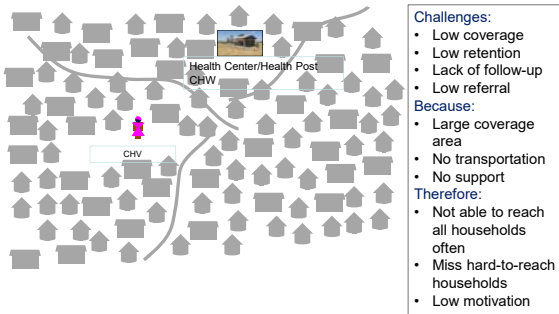 Health Center/Health Post
CHW
CHV
Challenges:
• Low coverage
• Low retention
• Lack of follow-up
• Low referral
Because:
• Large coverage
area
• No transportation
• No support
Therefore:
• Not able to reach
all households
often
• Miss hard-to-reach
households
• Low motivation